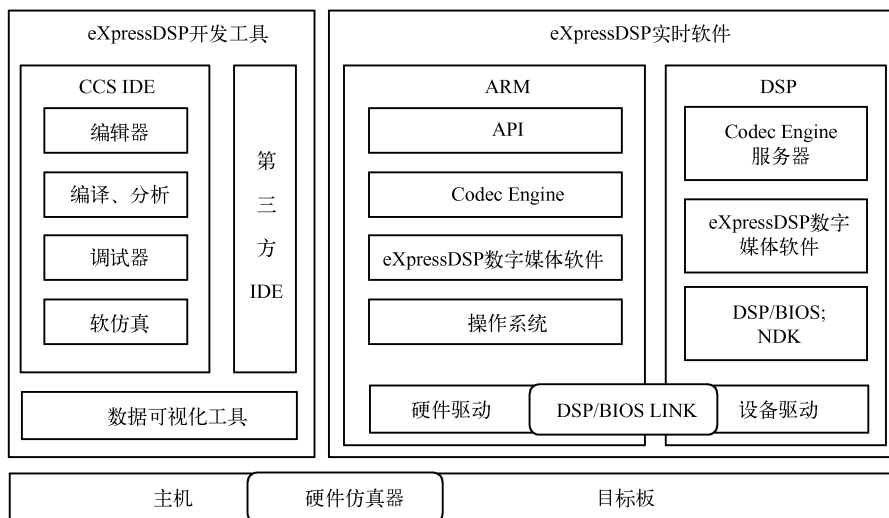 eXpressDSP开发工具
CCS IDE
编辑器
编译、分析
调试器
软仿真
第
三
方
IDE
数据可视化工具
eXpressDSP实时软件
ARM
API
Codec Engine
eXpressDSP数字媒体软件
操作系统
硬件驱动
DSP/BIOS LINK
DSP
Codec Engine
服务器
eXpressDSP数字
媒体软件
DSP/BIOS;
NDK
设备驱动
主机
硬件仿真器
目标板